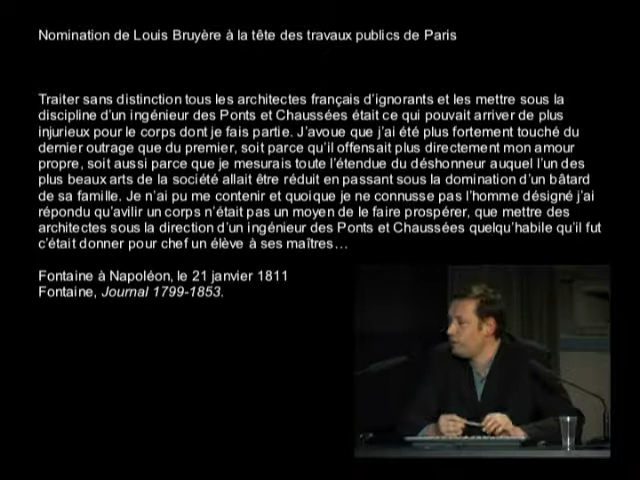 Nomination de Louis Bruyère à la tête des travaux publics de Paris
Traiter sans distinction tous les architectes français d'ignorants et les mettre sous la
discipline d'un ingénieur des Ponts et Chaussées était ce qui pouvait arriver de plus
injurieux pour le corps dont je fais partie. J'avoue que j'ai été plus fortement touché du
dernier outrage que du premier, soit parce qu'il offensait plus directement mon amour
propre, soit aussi parce que je mesurais toute l'étendue du déshonneur auquel l'un des
plus beaux arts de la société allait être réduit en passant sous la domination d'un bâtard
de sa famille. Je n'ai pu me contenir et quoique je ne connusse pas l'homme désigné j'ai
répondu qu'avilir un corps n'était pas un moyen de le faire prospérer, que mettre des
architectes sous la direction d'un ingénieur des Ponts et Chaussées quelqu'habile qu'il fut
c'était donner pour chef un élève à ses maîtres…
Fontaine à Napoléon, le 21 janvier 1811
Fontaine, Journal 1799-1853.